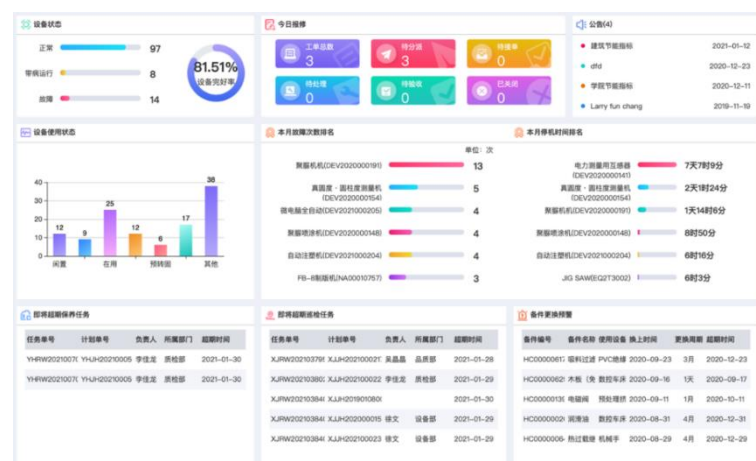 设备状态
正常 97
带病运行 8
故障 14
81.51%
设备完好率
今日报修
工单总数
3
待分派
3
待接单
0
待处理
0
待验收
0
已关闭
0
公告(4)
建筑节能指标 2021-01-12
dfd 2020-12-23
学院节能指标 2020-12-11
Larry fun chang 2019-11-19
设备使用状态
40
30
20
10
0
12 9 25 12 6 17 38
闲置 在用 预转固 其他
本月故障次数排名
单位：次
聚脲机机(DEV2020000191) 13
真圆度·圆柱度测量机
(DEV2020000154) 5
微电脑全自动(DEV2021000205) 4
聚脲喷涂机(DEV2020000148) 4
自动注塑机(DEV2021000204) 4
FB-8制版机(NA00010757) 3
本月停机时间排名
电力测量用互感器
(DEV2020000141) 7天7时9分
真圆度·圆柱度测量机
(DEV2020000154) 2天1时24分
聚脲机机(DEV2020000191) 1天14时6分
聚脲喷涂机(DEV2020000148) 8时50分
自动注塑机(DEV2021000204) 6时16分
JIG SAW(EQ2T3002) 6时3分
即将超期保养任务
任务单号 计划单号 负责人 所属部门 超期时间
YHJH20210005 李佳龙 质检部 2021-01-30
YHJH20210005 李佳龙 质检部 2021-01-30
即将超期巡检任务
任务单号 计划单号 负责人 所属部门 超期时间
吴晶晶 品质部 2021-01-28
XJJH202100022 李佳龙 质检部 2021-01-29
2021-01-30
XJJH202000015 徐文 设备部 2021-01-29
XJJH202100023 徐文 设备部 2021-01-29
备件更换预警
备件编号 备件名称 使用设备 换上时间 更换周期 超期时间
吸料过滤 PVC绝缘 2020-09-23 3月 2020-12-23
木板（免 数控车床 2020-09-16 1天 2020-09-17
电磁阀 预处理挤 2020-09-11 1月 2020-10-11
润滑油 数控车床 2020-08-31 4月 2020-12-31
热过载继 机械手 2020-08-29 4月 2020-12-29